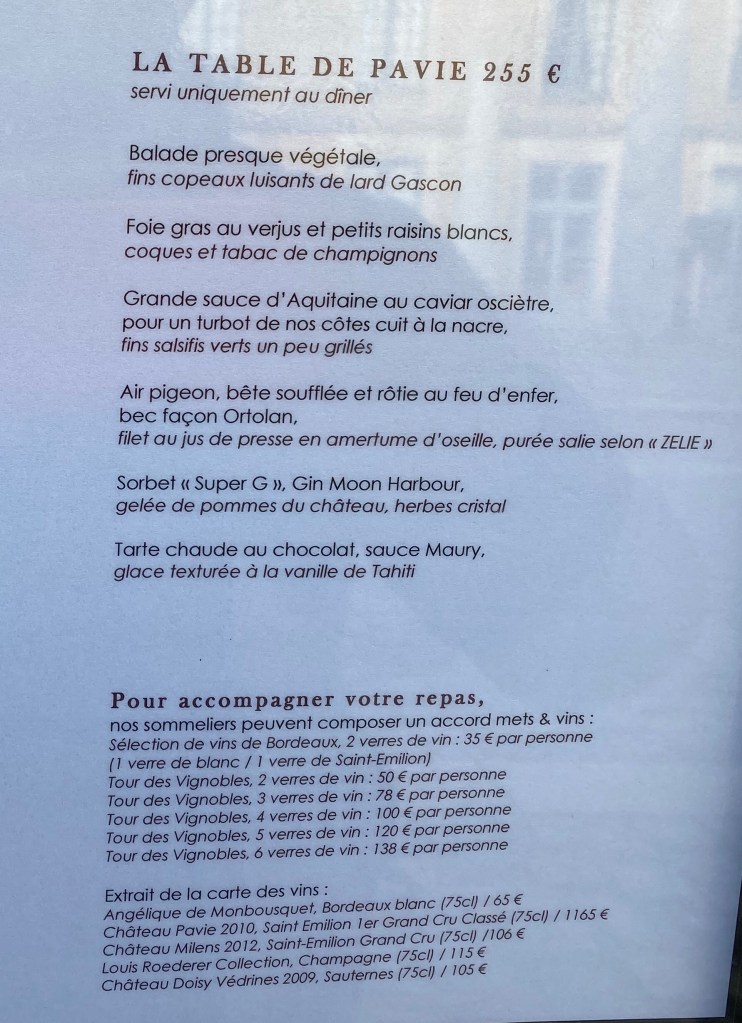 LA TABLE DE PAVIE 255 €
servi uniquement au dîner
Balade presque végétale,
fins copeaux luisants de lard Gascon
Foie gras au verjus et petits raisins blancs,
coques et tabac de champignons
Grande sauce d'Aquitaine au caviar osciètre,
pour un turbot de nos côtes cuit à la nacre,
fins salsifis verts un peu grillés
Air pigeon, bête soufflée et rôtie au feu d'enfer,
bec façon Ortolan,
filet au jus de presse en amertume d'oseille, purée salie selon « ZELIE »
Sorbet « Super G », Gin Moon Harbour,
gelée de pommes du château, herbes cristal
Tarte chaude au chocolat, sauce Maury,
glace texturée à la vanille de Tahiti
Pour accompagner votre repas,
nos sommeliers peuvent composer un accord mets & vins :
Sélection de vins de Bordeaux, 2 verres de vin : 35 € par personne
(1 verre de blanc / 1 verre de Saint-Emilion)
Tour des Vignobles, 2 verres de vin : 50 € par personne
Tour des Vignobles, 3 verres de vin : 78 € par personne
Tour des Vignobles, 4 verres de vin : 100 € par personne
Tour des Vignobles, 5 verres de vin : 120 € par personne
Tour des Vignobles, 6 verres de vin : 138 € par personne
Extrait de la carte des vins :
Angélique de Monbousquet, Bordeaux blanc (75cl) / 65 €
Château Pavie 2010, Saint Emilion 1er Grand Cru Classé (75cl) / 1165 €
Château Milens 2012, Saint-Emilion Grand Cru (75cl) /106 €
Louis Roederer Collection, Champagne (75cl) / 115 €
Château Doisy Védrines 2009, Sauternes (75cl) / 105 €